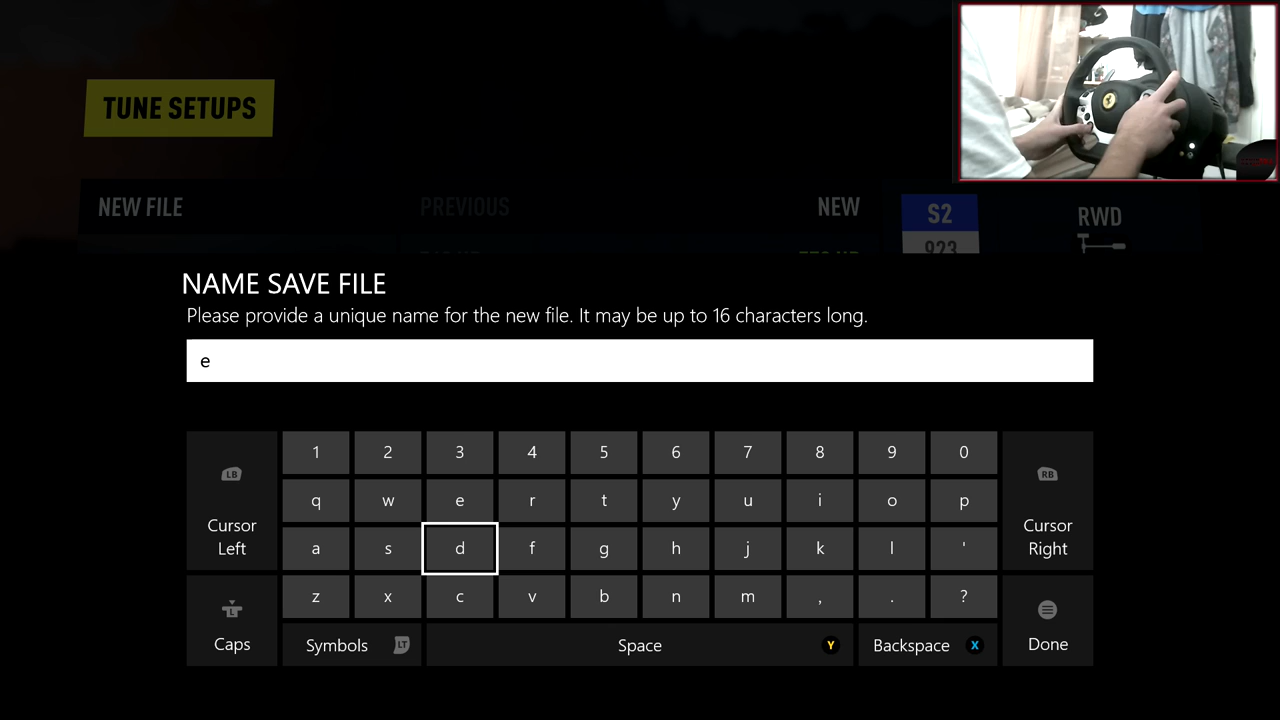 TUNE SETUPS
NEW FILE PREVIOUS NEW
S2 RWD
923
NAME SAVE FILE
Please provide a unique name for the new file. It may be up to 16 characters long.
e
1 2 3 4 5 6 7 8 9 0
LB RB
q w e r t y u i o p
Cursor Left
a s d f g h j k l '
Cursor Right
z x c v b n m , . ?
L
Caps
Symbols LT Space Y Backspace X Done